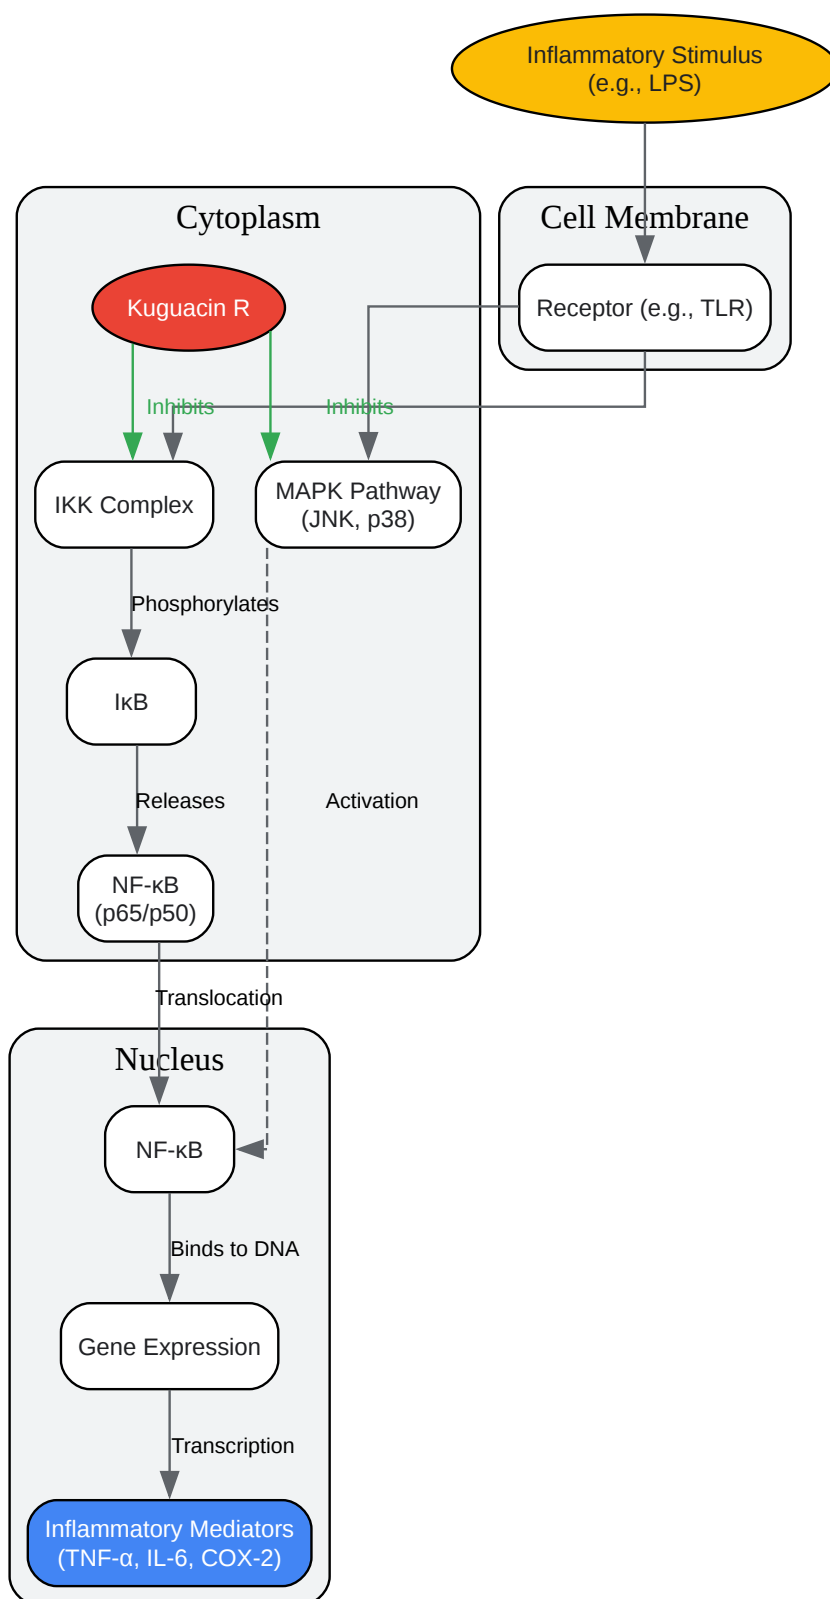 Inflammatory Stimulus
(e.g., LPS)
Cytoplasm
Cell Membrane
Kuguacin R
Receptor (e.g., TLR)
Inhibits
Inhibits
IKK Complex
MAPK Pathway
(JNK, p38)
Phosphorylates
IκB
Releases
Activation
NF-κB
(p65/p50)
Translocation
Nucleus
NF-κB
Binds to DNA
Gene Expression
Transcription
Inflammatory Mediators
(TNF-α, IL-6, COX-2)